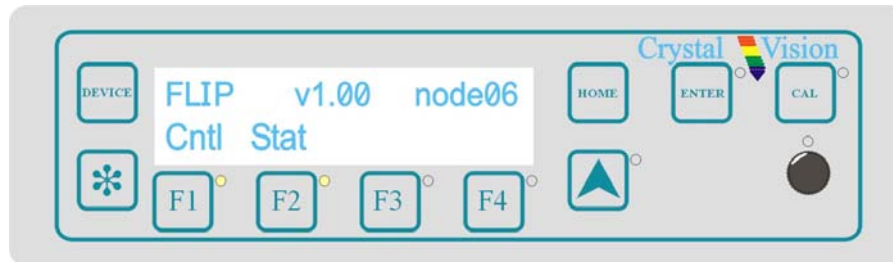 Crystal Vision
DEVICE
FLIP v1.00 node06
HOME
ENTER
CAL
Cntl Stat
F1 F2 F3 F4